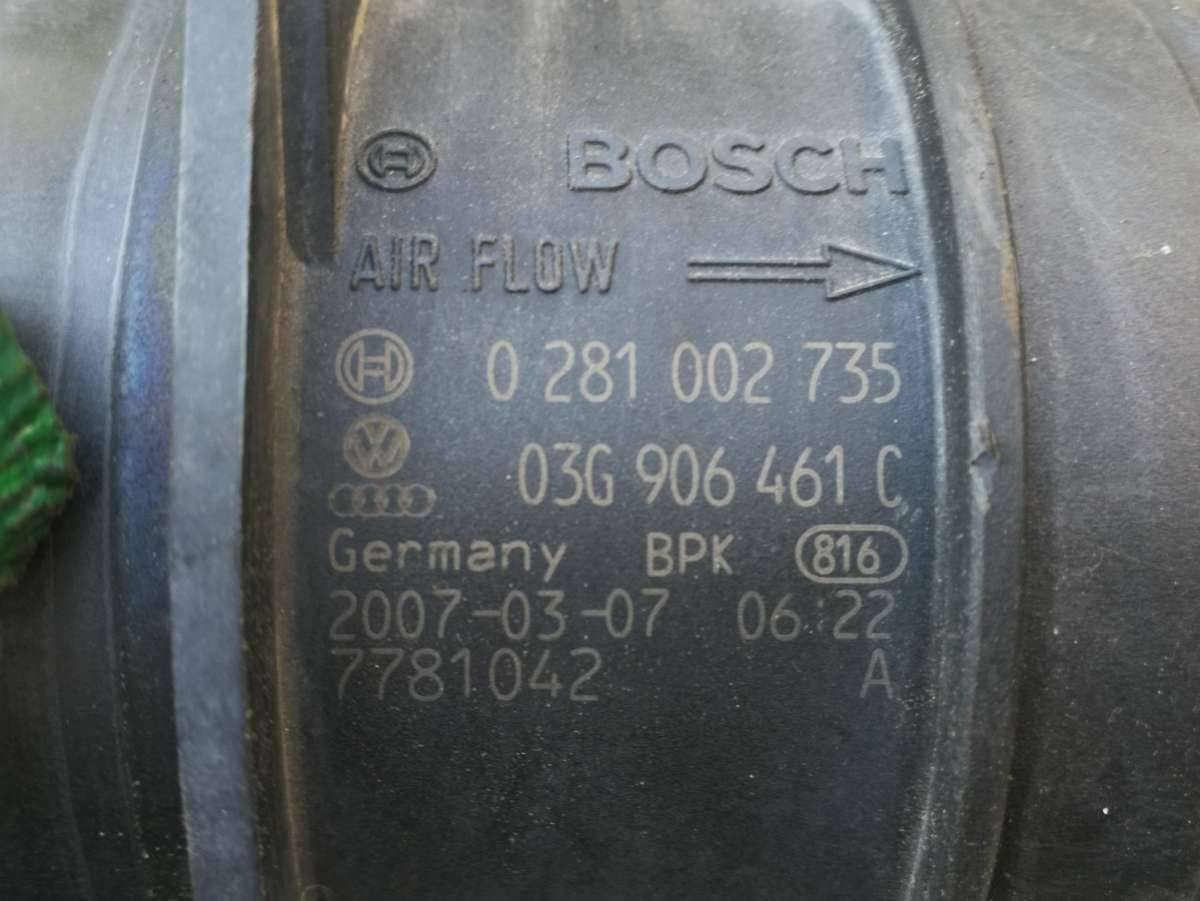 BOSCH
AIR FLOW
0 281 002 735
03G 906 461 C
Germany BPK 816
2007-03-07 06:22
7781042 A